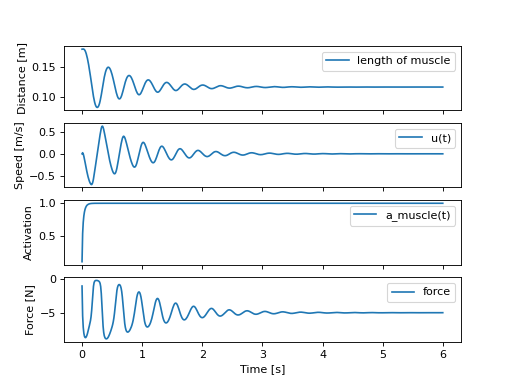 Distance [m]
0.15
0.10
length of muscle
Speed [m/s]
0.5
0.0
−0.5
u(t)
Activation
1.0
0.5
a_muscle(t)
Force [N]
0
−5
force
0 1 2 3 4 5 6
Time [s]